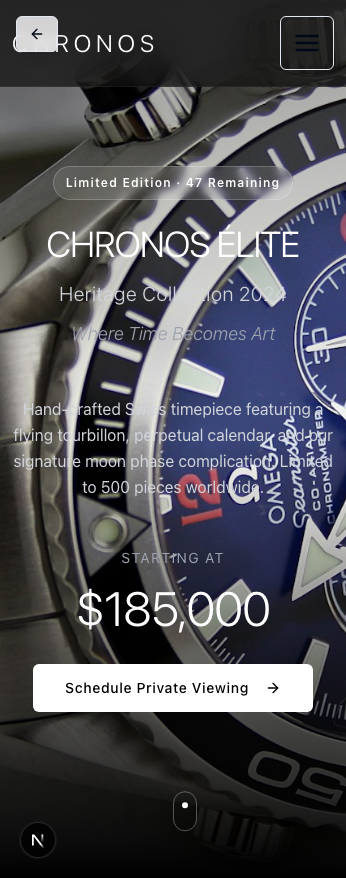 CHRONOS
Limited Edition · 47 Remaining
CHRONOS ÉLITE
Heritage Collection 2024
Where Time Becomes Art
Hand-crafted Swiss timepiece featuring a
flying tourbillon, perpetual calendar, and our
signature moon phase complication. Limited
to 500 pieces worldwide.
STARTING AT
$185,000
Schedule Private Viewing
12
OMEGA
Seamaster
CO-AXIAL
CHRONOMETER
30
50
N